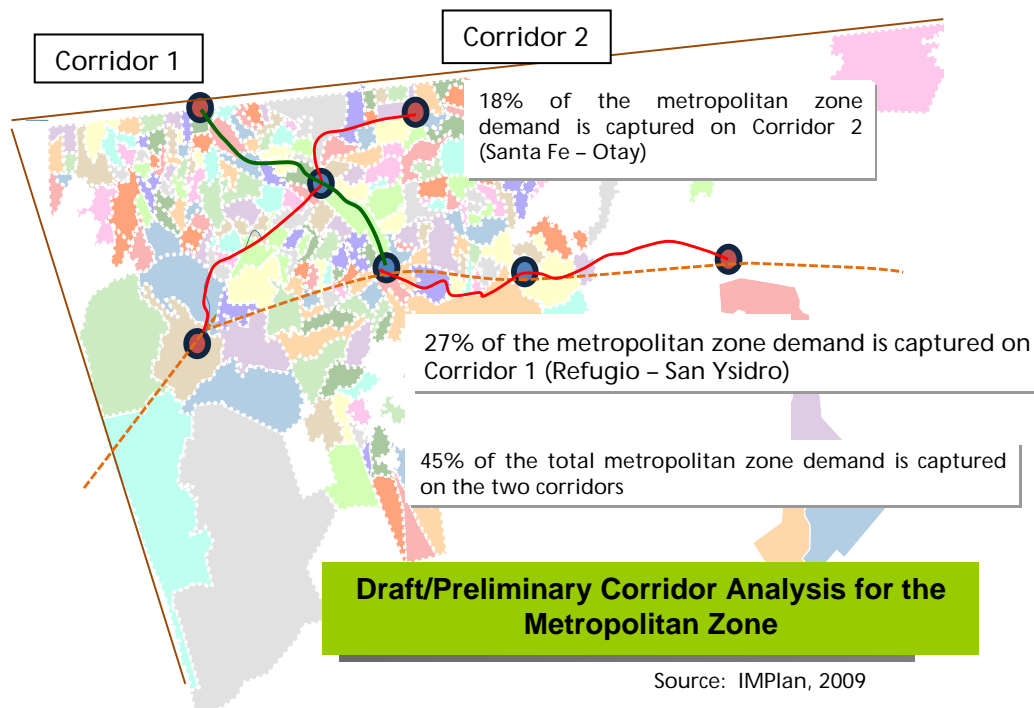 Corridor 1
Corridor 2
18% of the metropolitan zone
demand is captured on Corridor 2
(Santa Fe – Otay)
27% of the metropolitan zone demand is captured on
Corridor 1 (Refugio – San Ysidro)
45% of the total metropolitan zone demand is captured
on the two corridors
Draft/Preliminary Corridor Analysis for the
Metropolitan Zone
Source: IMPlan, 2009